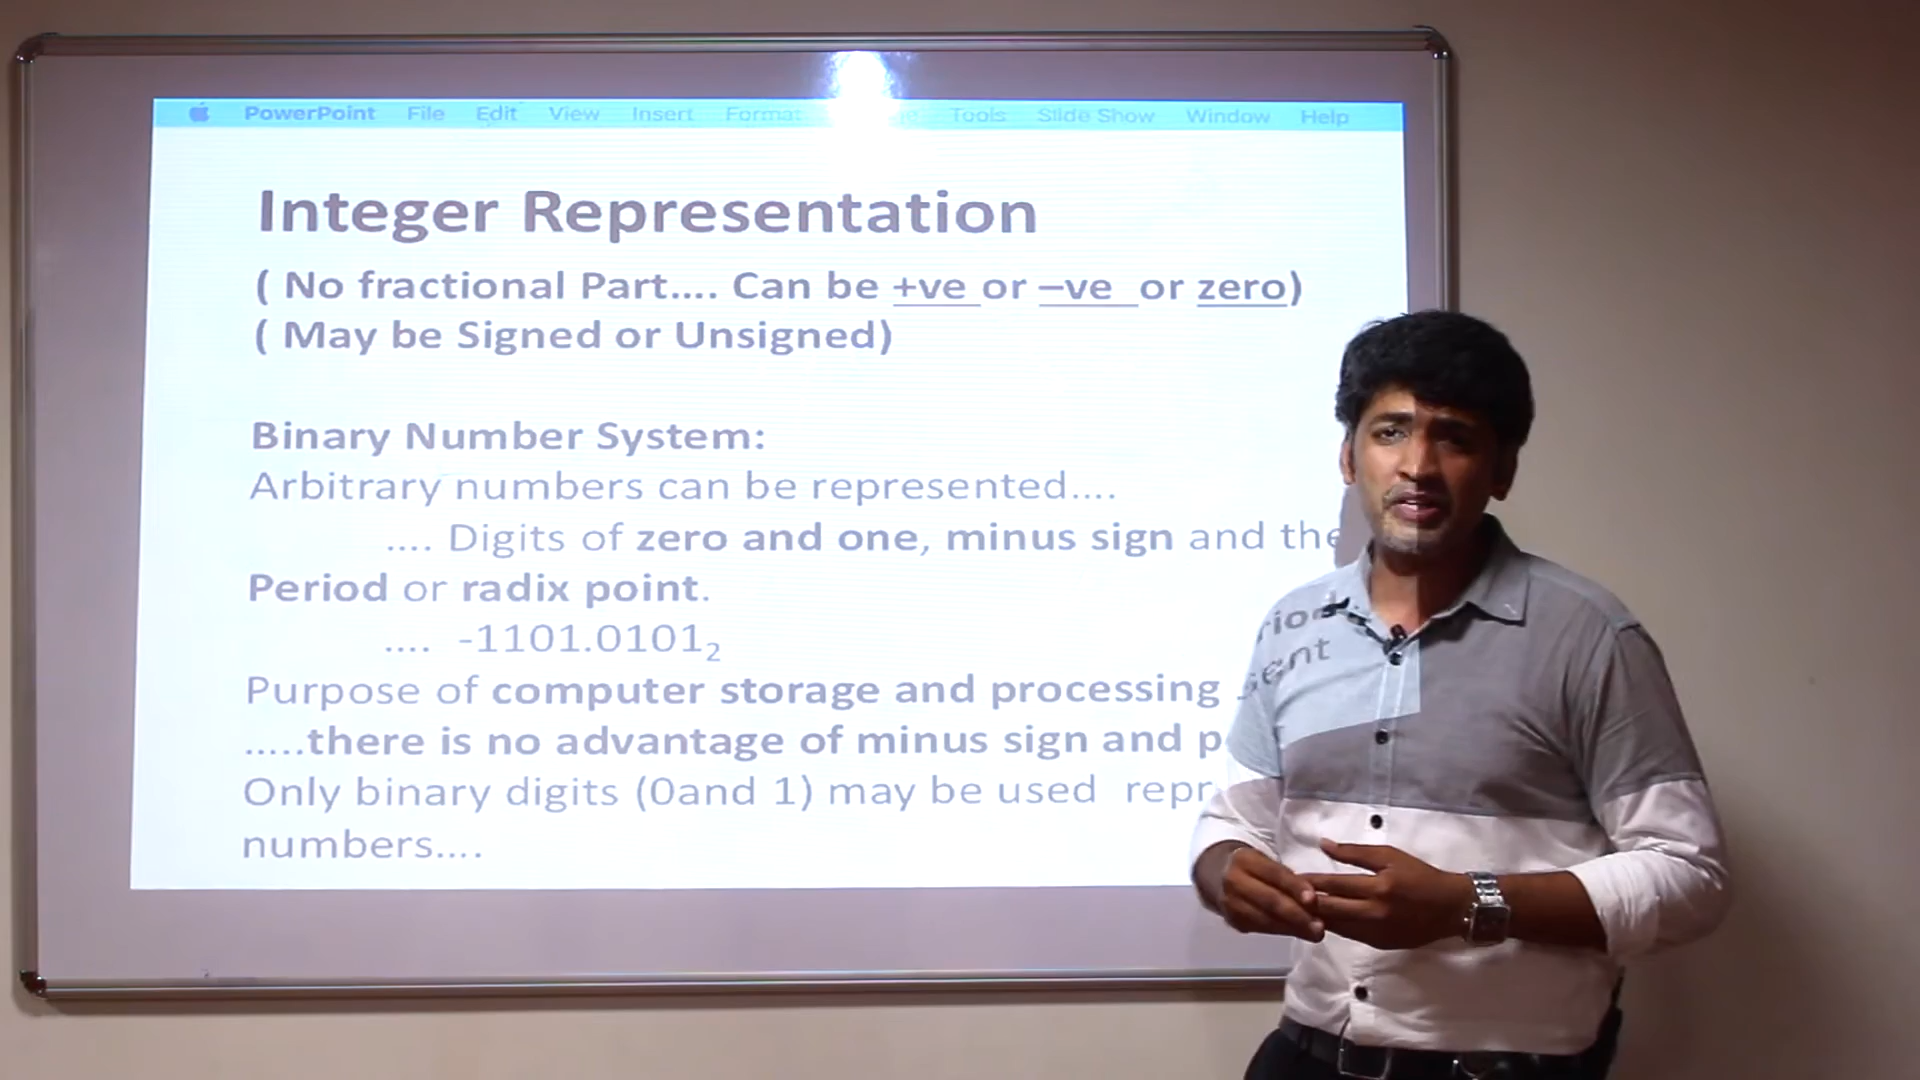 PowerPoint File Edit View Insert Format Tools Slide Show Window Help
Integer Representation
( No fractional Part.... Can be +ve or –ve or zero)
( May be Signed or Unsigned)
Binary Number System:
Arbitrary numbers can be represented....
.... Digits of zero and one, minus sign and the
Period or radix point.
.... -1101.0101₂
Purpose of computer storage and processing
.....there is no advantage of minus sign and
Only binary digits (0and 1) may be used
numbers....